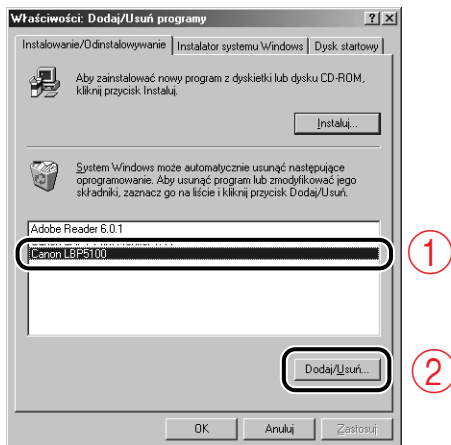 Właściwości: Dodaj/Usuń programy
Instalowanie/Odinstalowywanie
Instalator systemu Windows
Dysk startowy
Aby zainstalować nowy program z dyskietki lub dysku CD-ROM,
kliknij przycisk Instaluj.
Instaluj...
System Windows może automatycznie usunąć następujące
oprogramowanie. Aby usunąć program lub zmodyfikować jego
składniki, zaznacz go na liście i kliknij przycisk Dodaj/Usuń.
Adobe Reader 6.0.1
Canon LBP5100
1
Dodaj/Usuń...
2
OK
Anuluj
Zastosuj